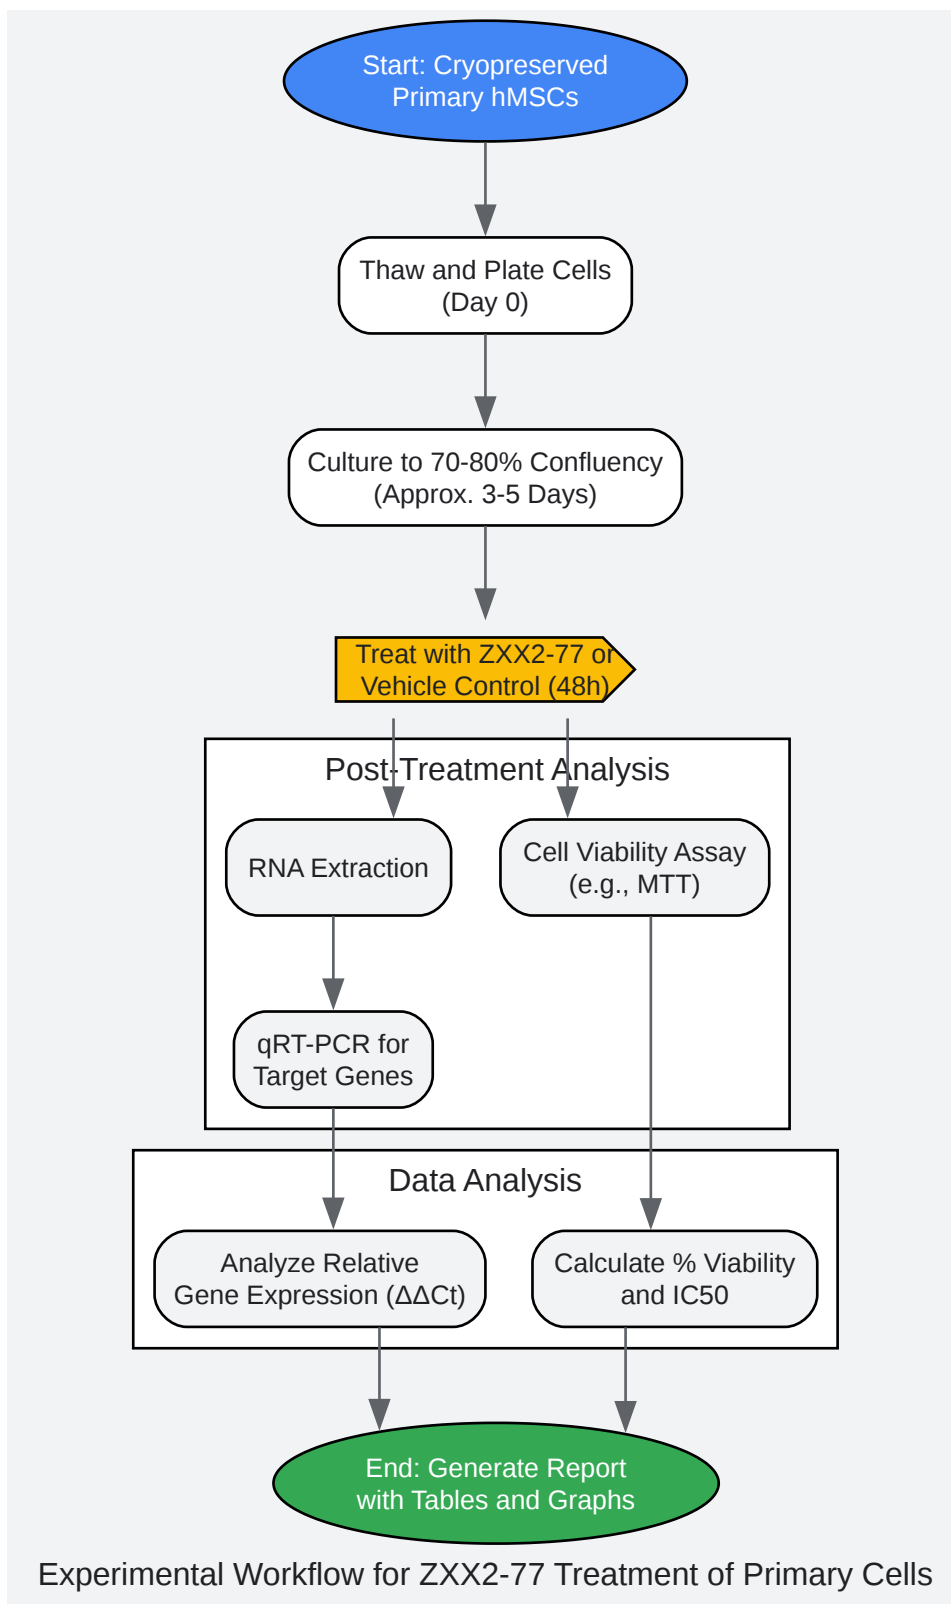 Start: Cryopreserved
Primary hMSCs
Thaw and Plate Cells
(Day 0)
Culture to 70-80% Confluency
(Approx. 3-5 Days)
Treat with ZXX2-77 or
Vehicle Control (48h)
Post-Treatment Analysis
RNA Extraction
Cell Viability Assay
(e.g., MTT)
qRT-PCR for
Target Genes
Data Analysis
Analyze Relative
Gene Expression (ΔΔCt)
Calculate % Viability
and IC50
End: Generate Report
with Tables and Graphs
Experimental Workflow for ZXX2-77 Treatment of Primary Cells